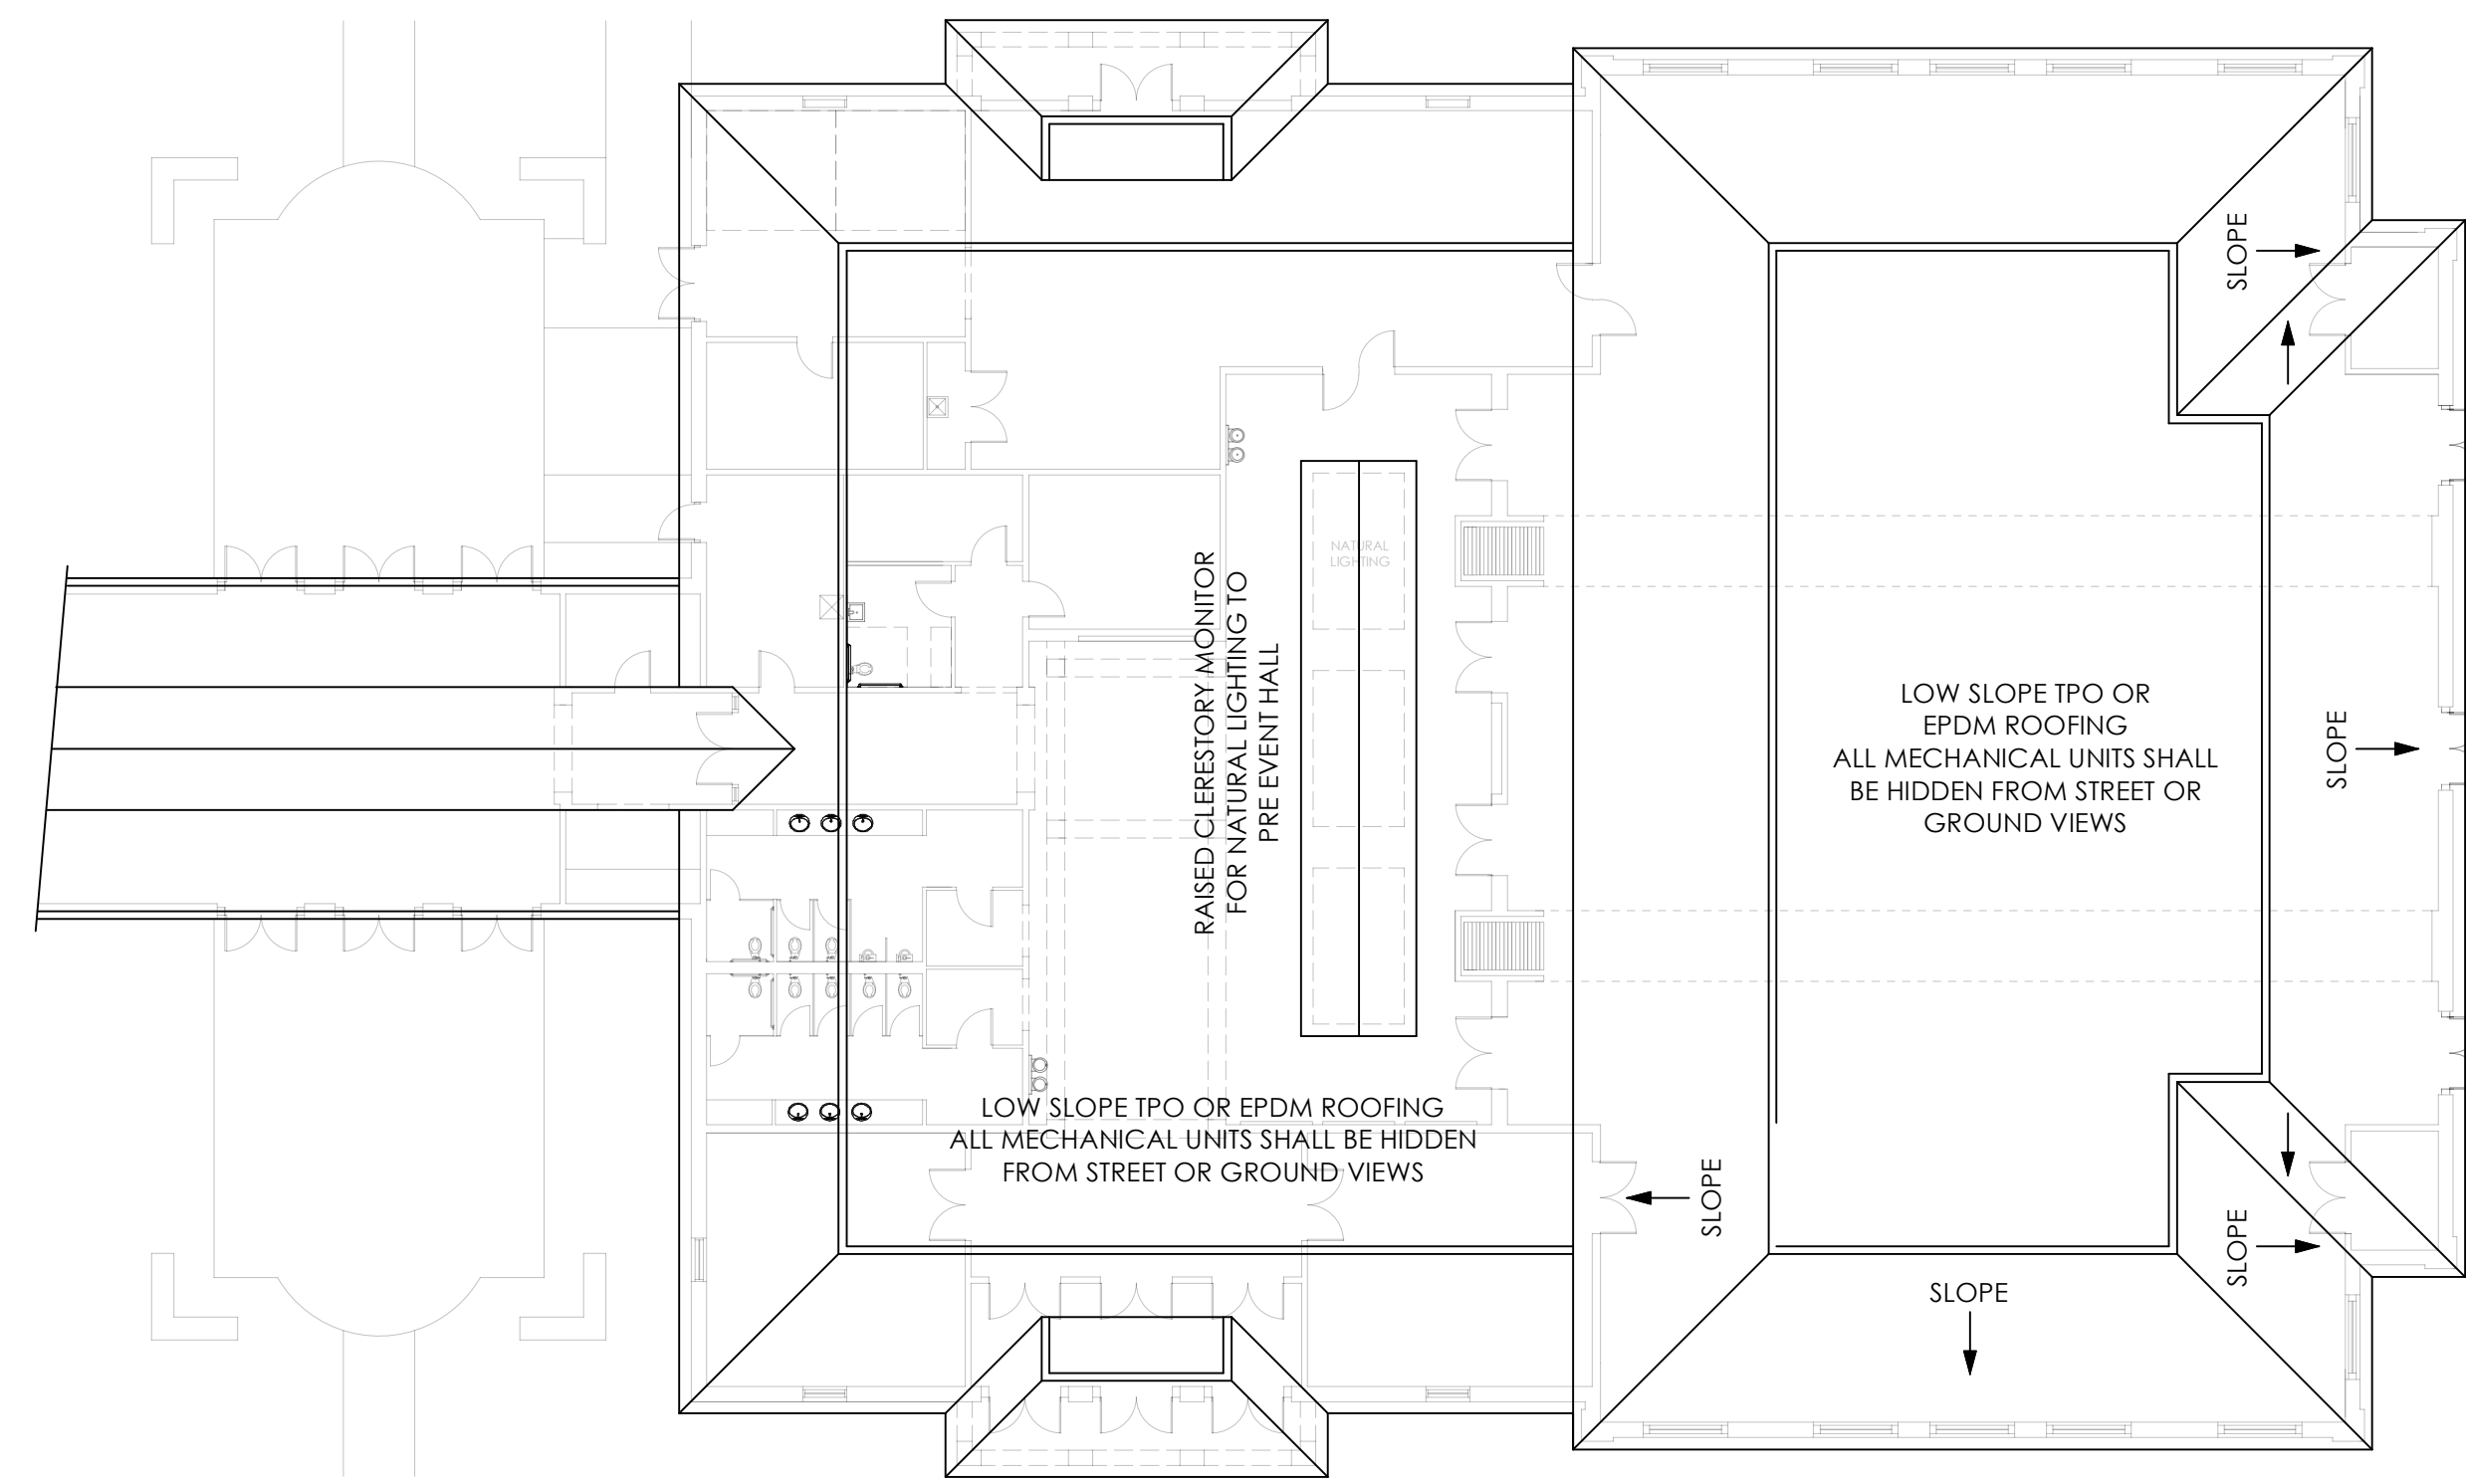 SLOPE
NATURAL
LIGHTING
RAISED CLERESTORY MONITOR
FOR NATURAL LIGHTING TO
PRE EVENT HALL
LOW SLOPE TPO OR
EPDM ROOFING
ALL MECHANICAL UNITS SHALL
BE HIDDEN FROM STREET OR
GROUND VIEWS
SLOPE
LOW SLOPE TPO OR EPDM ROOFING
ALL MECHANICAL UNITS SHALL BE HIDDEN
FROM STREET OR GROUND VIEWS
SLOPE
SLOPE
SLOPE